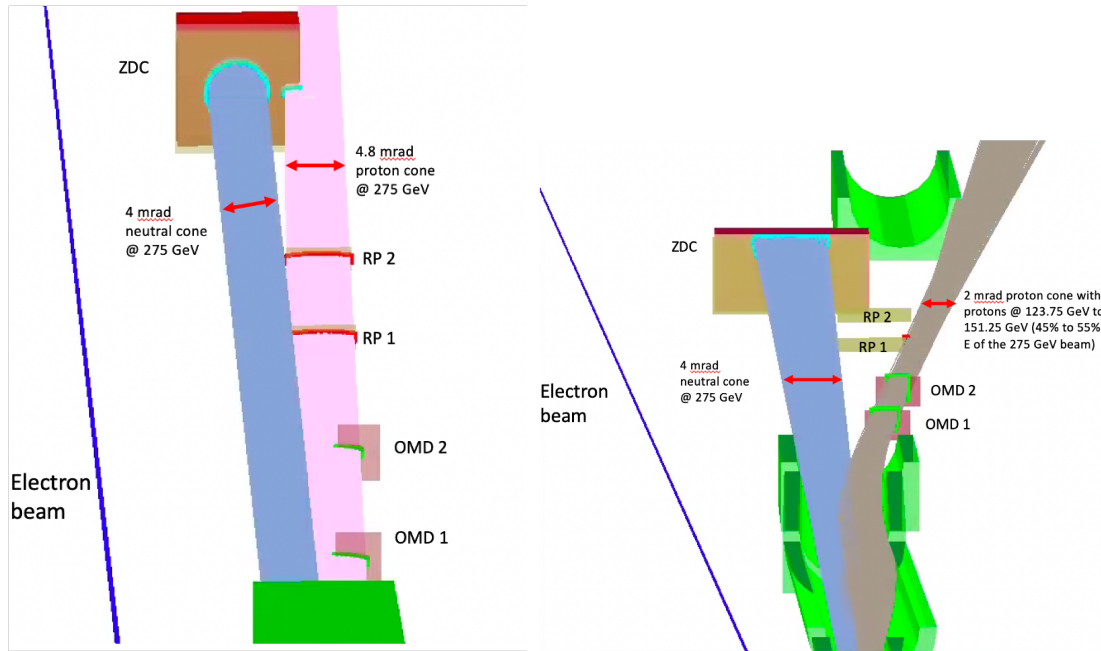 ZDC
4.8 mrad
proton cone
@ 275 GeV
4 mrad
neutral cone
@ 275 GeV
RP 2
RP 1
OMD 2
OMD 1
Electron
beam
ZDC
RP 2
2 mrad proton cone with
protons @ 123.75 GeV to
151.25 GeV (45% to 55%
E of the 275 GeV beam)
RP 1
4 mrad
neutral cone
@ 275 GeV
OMD 2
OMD 1
Electron
beam